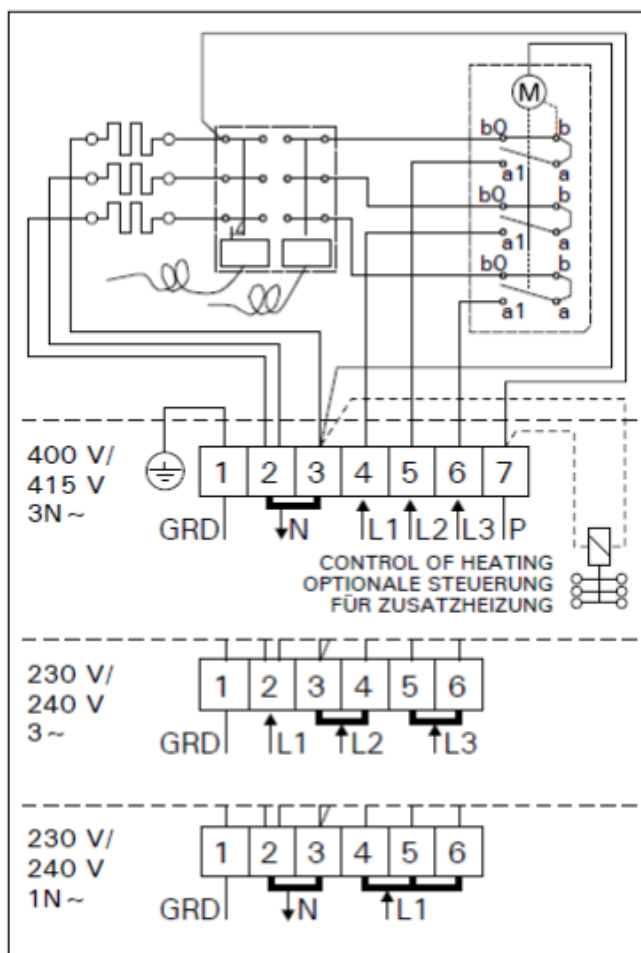 M
b0 b
a1 a
b0 b
a1 a
b0 b
a1 a
400 V/
415 V
3N ~
1 2 3 4 5 6 7
GRD N L1 L2 L3 P
CONTROL OF HEATING
OPTIONALE STEUERUNG
FÜR ZUSATZHEIZUNG
230 V/
240 V
3 ~
1 2 3 4 5 6
GRD L1 L2 L3
230 V/
240 V
1N ~
1 2 3 4 5 6
GRD N L1